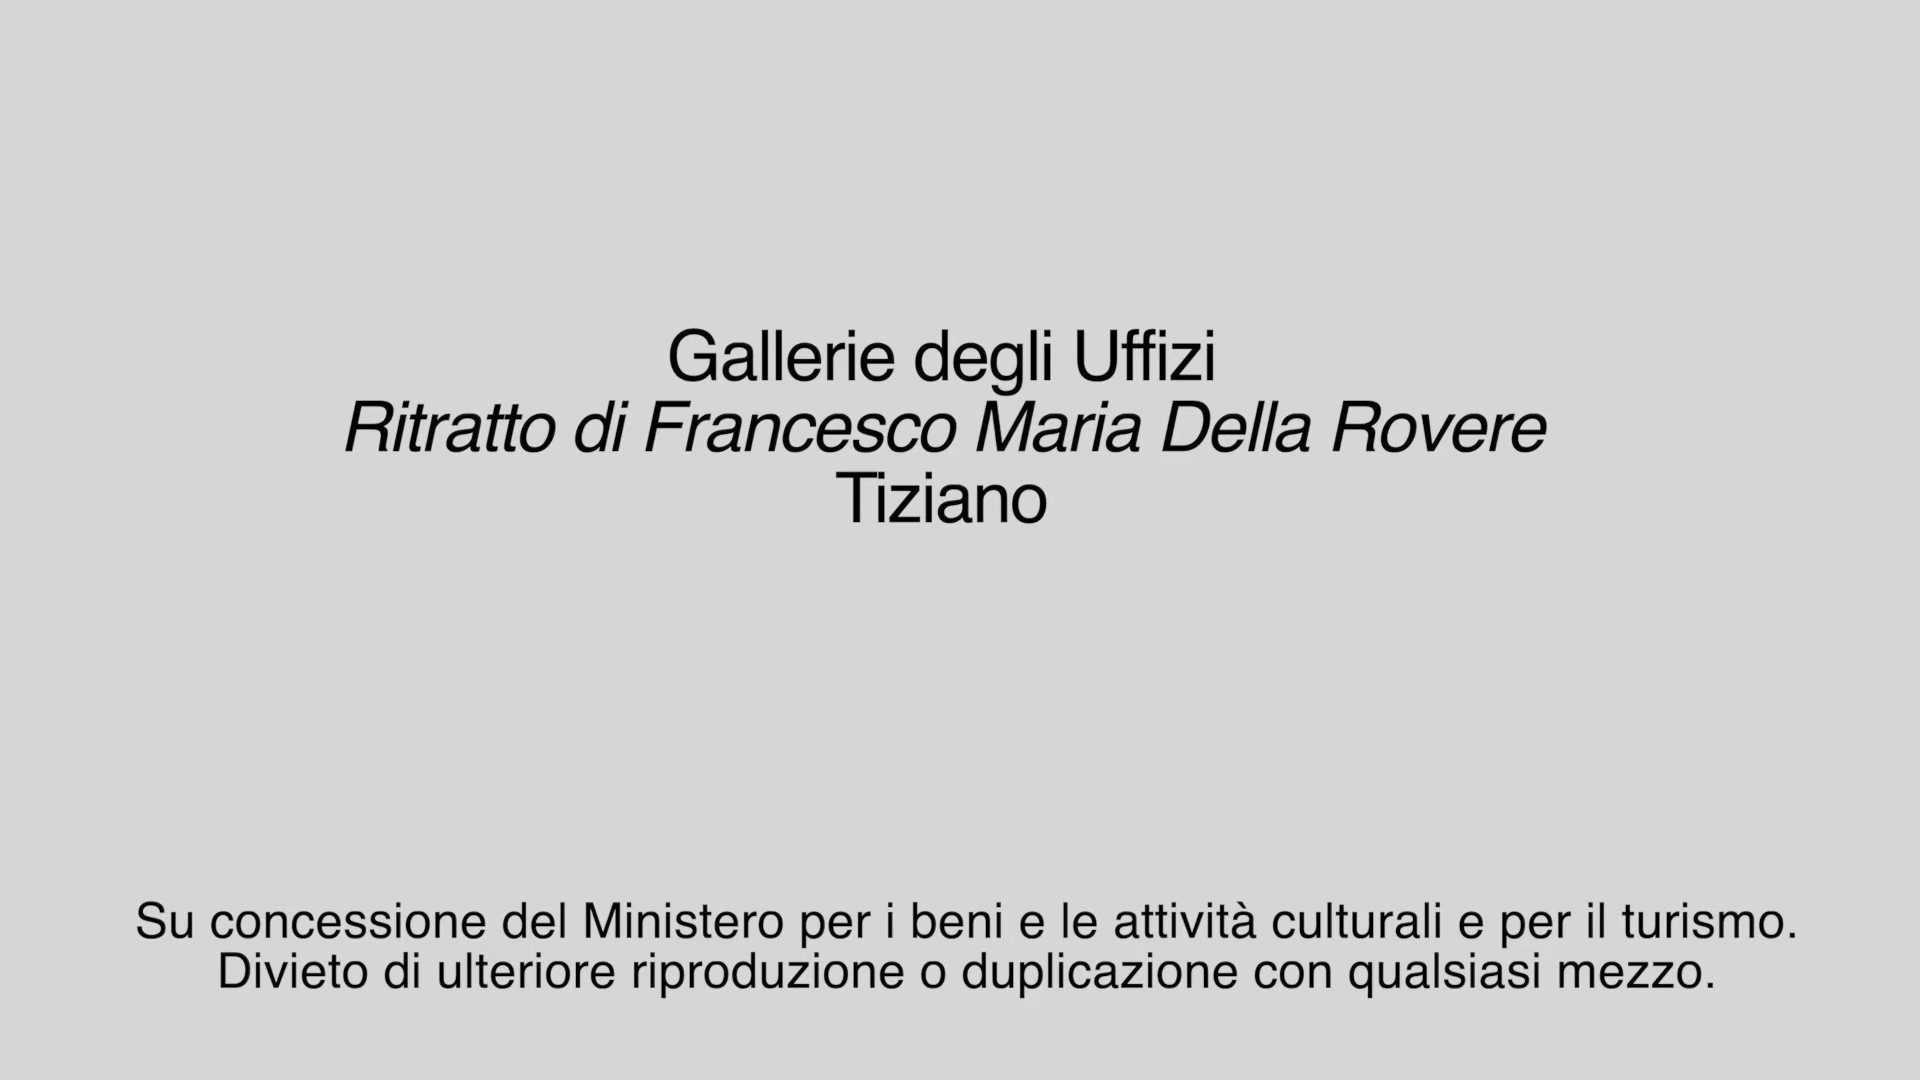 Gallerie degli Uffizi
Ritratto di Francesco Maria Della Rovere
Tiziano
Su concessione del Ministero per i beni e le attività culturali e per il turismo.
Divieto di ulteriore riproduzione o duplicazione con qualsiasi mezzo.